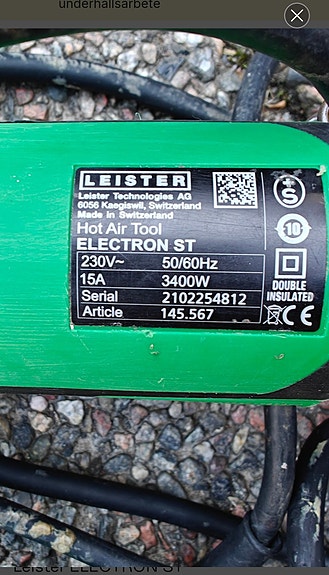 underhållsarbete
LEISTER
Leister Technologies AG
6056 Kaegiswil, Switzerland
Made in Switzerland
Hot Air Tool
ELECTRON ST
230V~ 50/60Hz
15A 3400W
Serial 2102254812
Article 145.567
S
10
DOUBLE
INSULATED
CE
Leister ELECTRON ST